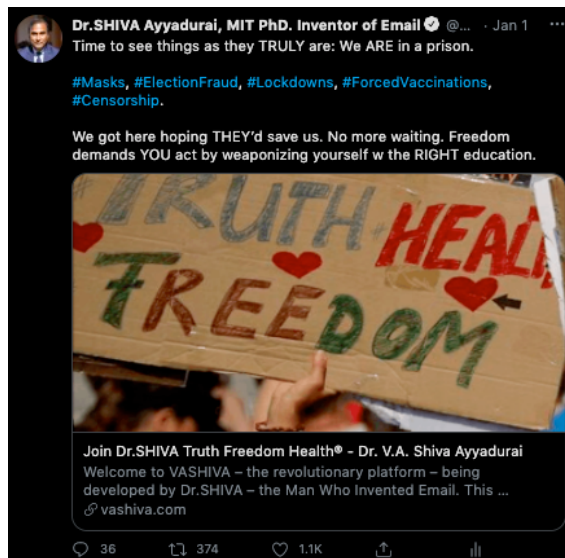 Dr.SHIVA Ayyadurai, MIT PhD. Inventor of Email @... · Jan 1 ...
Time to see things as they TRULY are: We ARE in a prison.
#Masks, #ElectionFraud, #Lockdowns, #ForcedVaccinations,
#Censorship.
We got here hoping THEY'd save us. No more waiting. Freedom
demands YOU act by weaponizing yourself w the RIGHT education.
TRUTH HEALTH
FREEDOM
Join Dr.SHIVA Truth Freedom Health® - Dr. V.A. Shiva Ayyadurai
Welcome to VASHIVA – the revolutionary platform – being
developed by Dr.SHIVA – the Man Who Invented Email. This ...
vashiva.com
36 374 1.1K